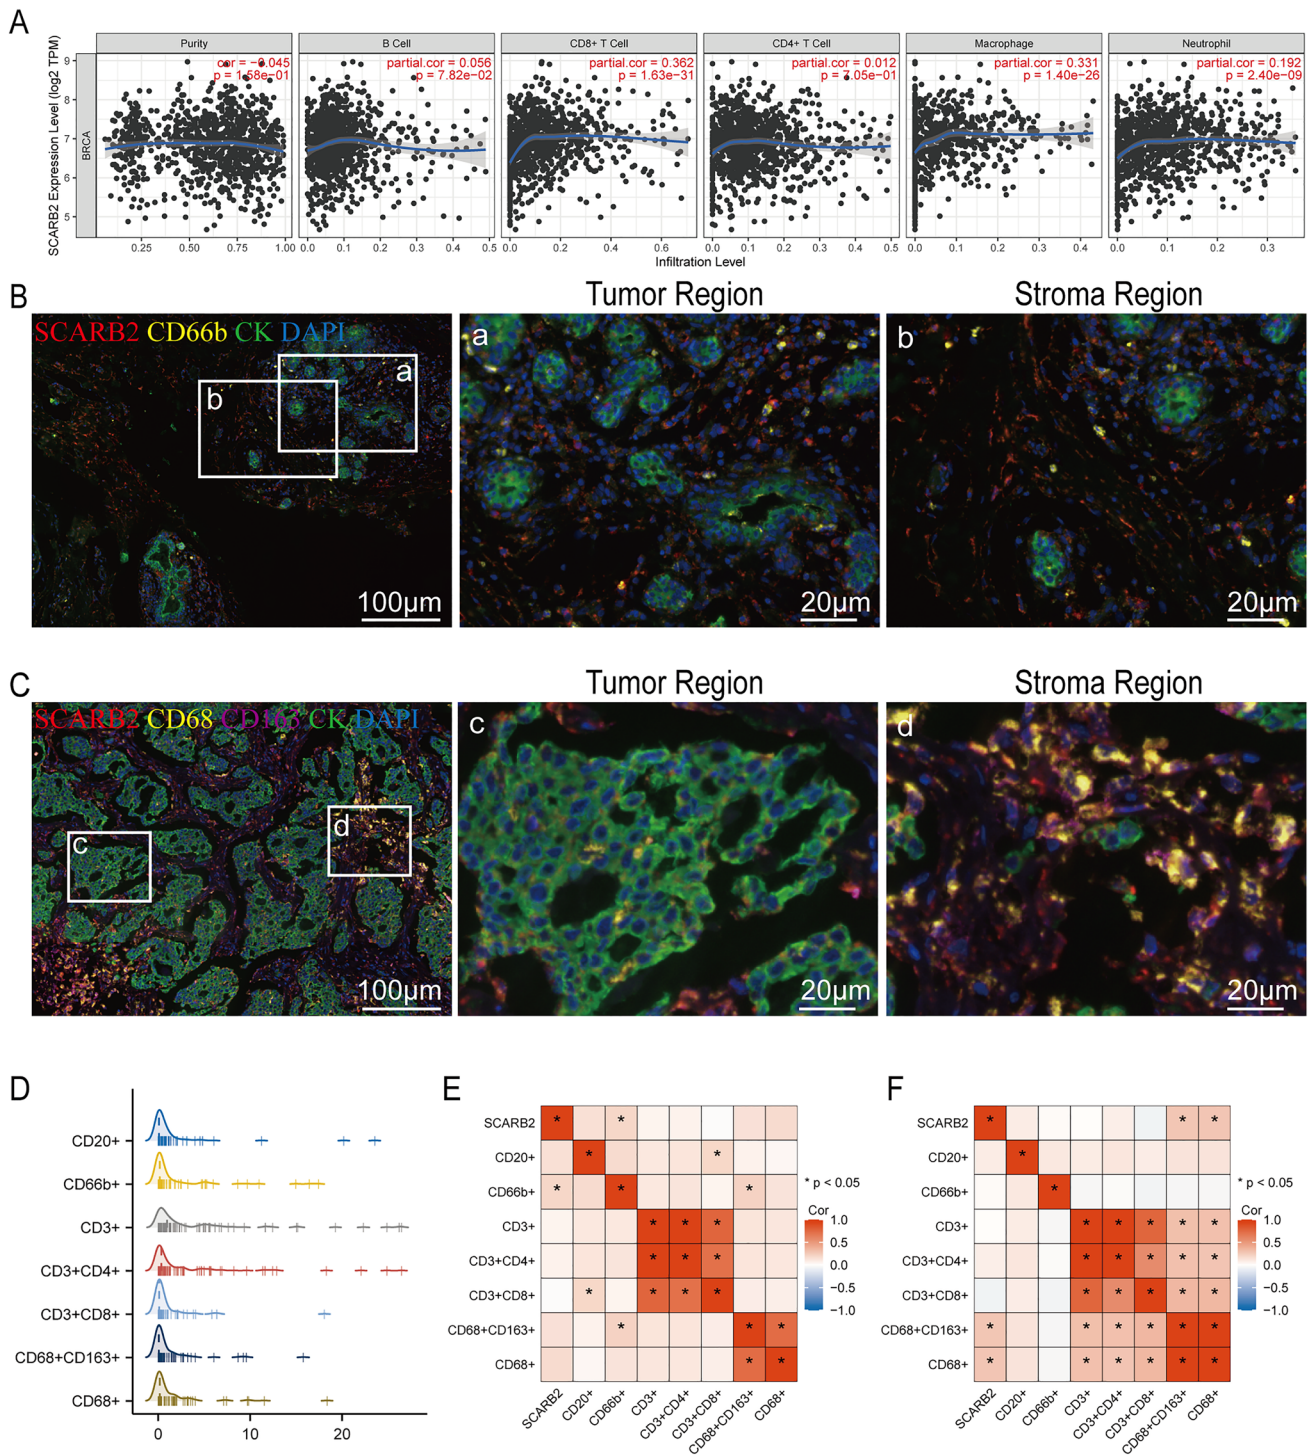 A
Purity
B Cell
CD8+ T Cell
CD4+ T Cell
Macrophage
Neutrophil
SCARB2 Expression Level (log2 TPM)
BRCA
9
8
7
6
5
cor = −0.045
p = 1.58e−01
partial.cor = 0.056
p = 7.82e−02
partial.cor = 0.362
p = 1.63e−31
partial.cor = 0.012
p = 7.05e−01
partial.cor = 0.331
p = 1.40e−26
partial.cor = 0.192
p = 2.40e−09
0.25 0.50 0.75 1.00
0.0 0.1 0.2 0.3 0.4 0.5
0.0 0.2 0.4 0.6
0.0 0.1 0.2 0.3 0.4 0.5
0.0 0.1 0.2 0.3 0.4
0.0 0.1 0.2 0.3
Infiltration Level
B
Tumor Region
Stroma Region
SCARB2 CD66b CK DAPI
a
b
100μm
a
20μm
b
20μm
C
Tumor Region
Stroma Region
SCARB2 CD68 CD163 CK DAPI
c
d
100μm
c
20μm
d
20μm
D
CD20+
CD66b+
CD3+
CD3+CD4+
CD3+CD8+
CD68+CD163+
CD68+
0 10 20
E
SCARB2
CD20+
CD66b+
CD3+
CD3+CD4+
CD3+CD8+
CD68+CD163+
CD68+
SCARB2 CD20+ CD66b+ CD3+ CD3+CD4+ CD3+CD8+ CD68+CD163+ CD68+
* p < 0.05
Cor
1.0
0.5
0.0
−0.5
−1.0
F
SCARB2
CD20+
CD66b+
CD3+
CD3+CD4+
CD3+CD8+
CD68+CD163+
CD68+
SCARB2 CD20+ CD66b+ CD3+ CD3+CD4+ CD3+CD8+ CD68+CD163+ CD68+
* p < 0.05
Cor
1.0
0.5
0.0
−0.5
−1.0